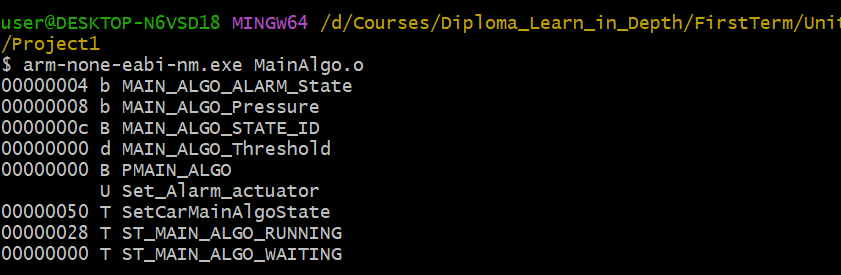 user@DESKTOP-N6VSD18 MINGW64 /d/Courses/Diploma_Learn_in_Depth/FirstTerm/Uni
/Project1
$ arm-none-eabi-nm.exe MainAlgo.o
00000004 b MAIN_ALGO_ALARM_State
00000008 b MAIN_ALGO_Pressure
0000000c B MAIN_ALGO_STATE_ID
00000000 d MAIN_ALGO_Threshold
00000000 B PMAIN_ALGO
         U Set_Alarm_actuator
00000050 T SetCarMainAlgoState
00000028 T ST_MAIN_ALGO_RUNNING
00000000 T ST_MAIN_ALGO_WAITING